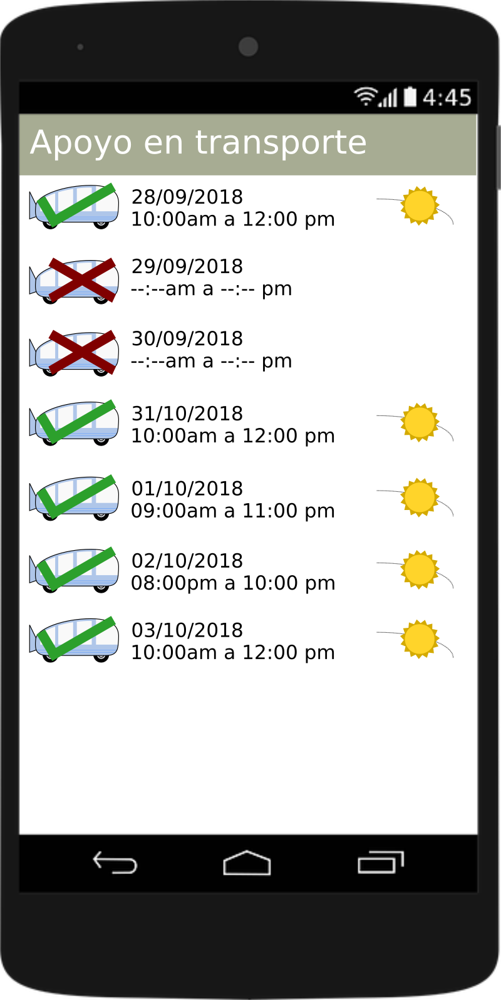 4:45
Apoyo en transporte
28/09/2018
10:00am a 12:00 pm
29/09/2018
--:--am a --:-- pm
30/09/2018
--:--am a --:-- pm
31/10/2018
10:00am a 12:00 pm
01/10/2018
09:00am a 11:00 pm
02/10/2018
08:00pm a 10:00 pm
03/10/2018
10:00am a 12:00 pm